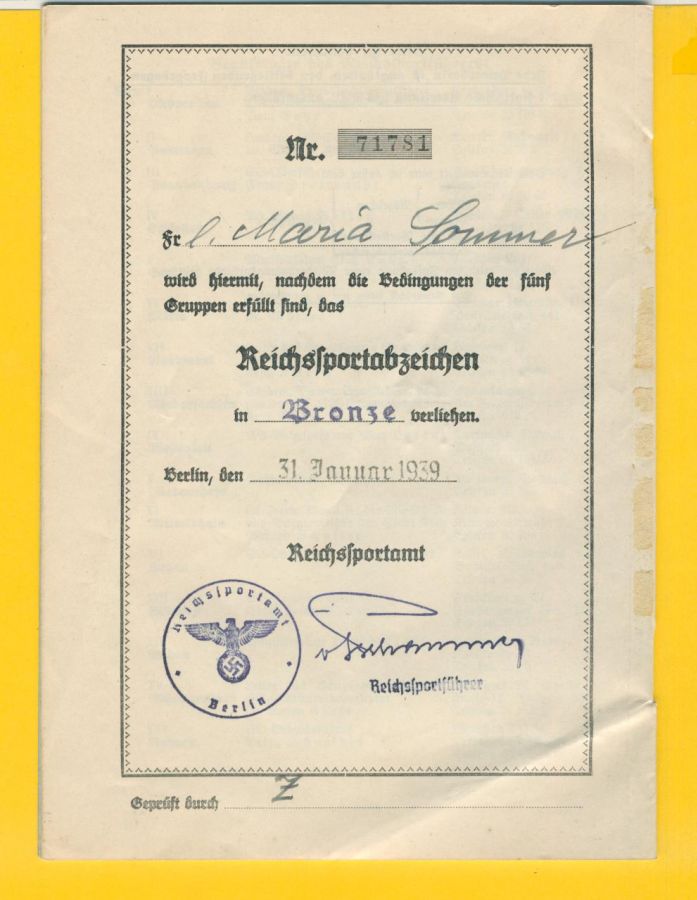 Nr. 71781
Frl. Maria Sommer
wird hiermit, nachdem die Bedingungen der fünf
Gruppen erfüllt sind, das
Reichssportabzeichen
in Bronze verliehen.
Berlin, den 31. Januar 1939
Reichssportamt
Reichssportamt
Berlin
v Tschammer
Reichssportführer
Geprüft durch Z